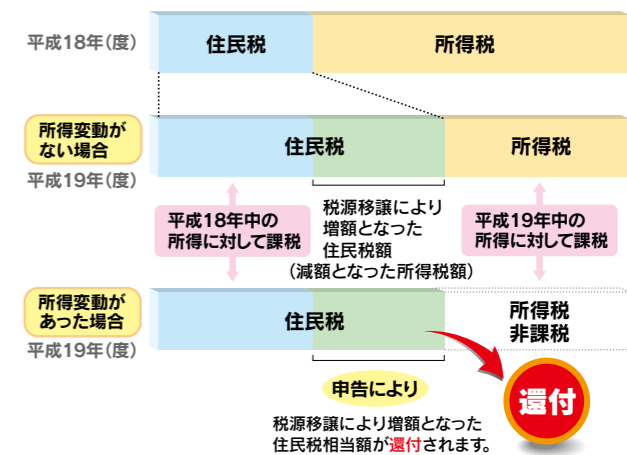 平成18年(度)
住民税
所得税
所得変動が
ない場合
平成19年(度)
住民税
所得税
平成18年中の
所得に対して課税
税源移譲により
増額となった
住民税額
(減額となった所得税額)
平成19年中の
所得に対して課税
所得変動が
あった場合
平成19年(度)
住民税
所得税
非課税
申告により
還付
税源移譲により増額となった
住民税相当額が還付されます。